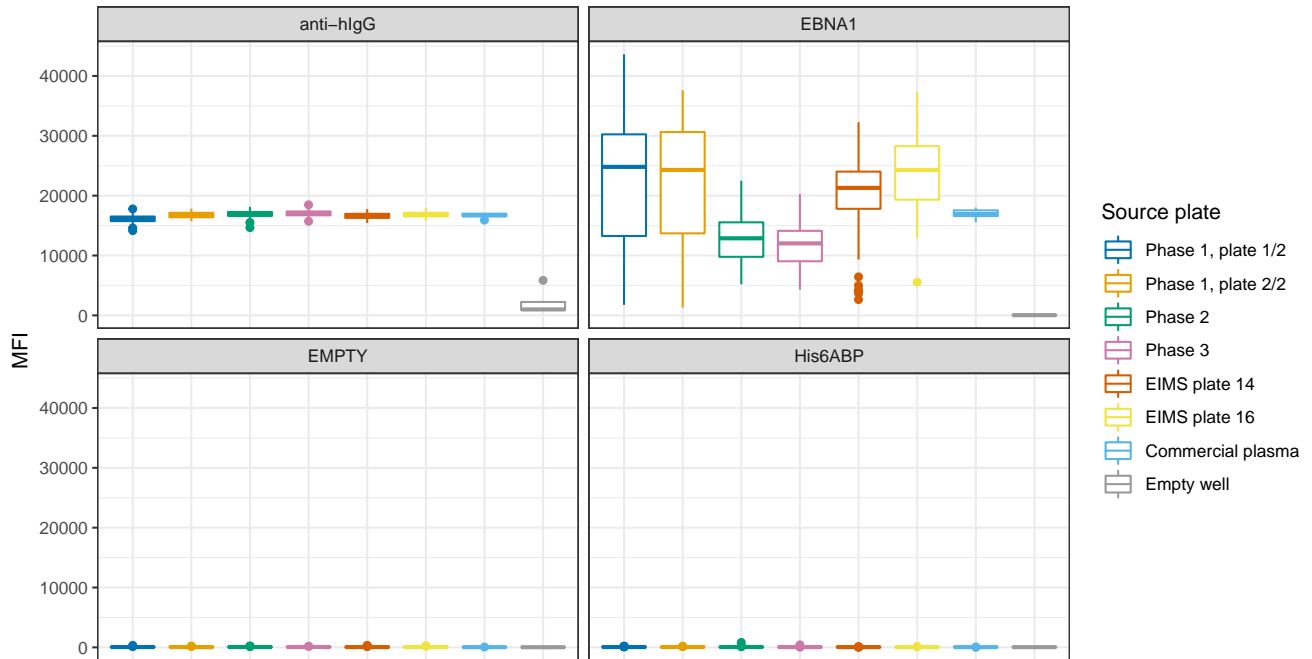 anti−hIgG
EBNA1
40000
30000
20000
10000
0
EMPTY
His6ABP
40000
30000
20000
10000
0
MFI
Source plate
Phase 1, plate 1/2
Phase 1, plate 2/2
Phase 2
Phase 3
EIMS plate 14
EIMS plate 16
Commercial plasma
Empty well